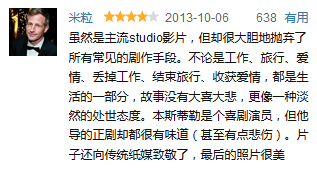 米粒 2013-10-06 638 有用
虽然是主流studio影片，但却很大胆地抛弃了
所有常见的剧作手段。不论是工作、旅行、爱
情、丢掉工作、结束旅行、收获爱情，都是生
活的一部分，故事没有大喜大悲，更像一种淡
然的处世态度。本斯蒂勒是个喜剧演员，但他
导的正剧却都很有味道（甚至有点悲伤）。片
子还向传统纸媒致敬了，最后的照片很美